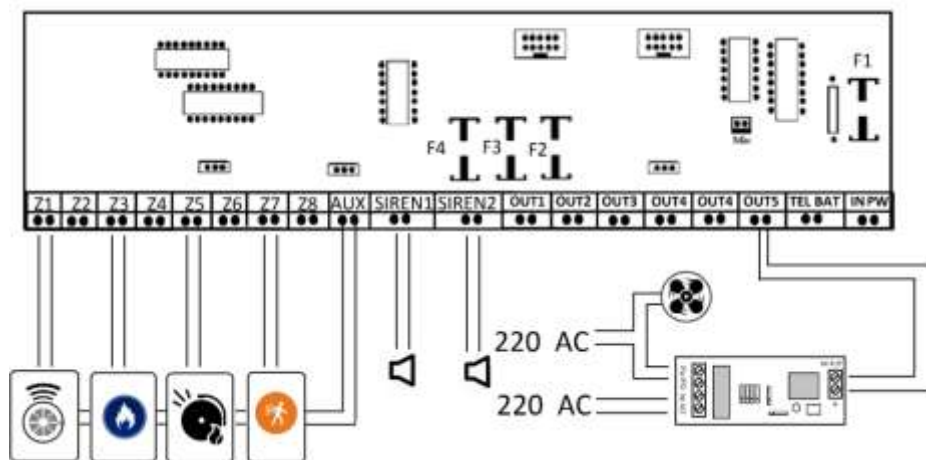 F1
Mic
F4 F3 F2
Z1 Z2 Z3 Z4 Z5 Z6 Z7 Z8 AUX SIREN1 SIREN2 OUT1 OUT2 OUT3 OUT4 OUT4 OUT5 TEL BAT IN PW
220 AC
220 AC